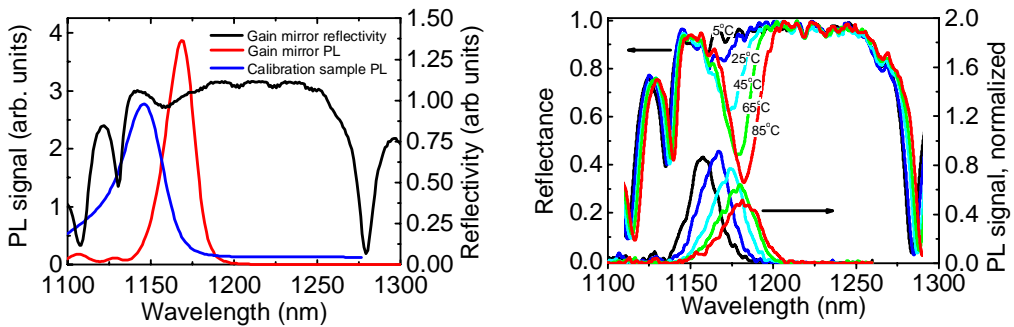 PL signal (arb. units)
4
3
2
1
0
Gain mirror reflectivity
Gain mirror PL
Calibration sample PL
1.50
1.25
1.00
0.75
0.50
0.25
0.00
Reflectivity (arb units)
1100 1150 1200 1250 1300
Wavelength (nm)
Reflectance
1.0
0.8
0.6
0.4
0.2
0.0
5°C
25°C
45°C
65°C
85°C
2.0
1.6
1.2
0.8
0.4
0.0
PL signal, normalized
1100 1150 1200 1250 1300
Wavelength (nm)